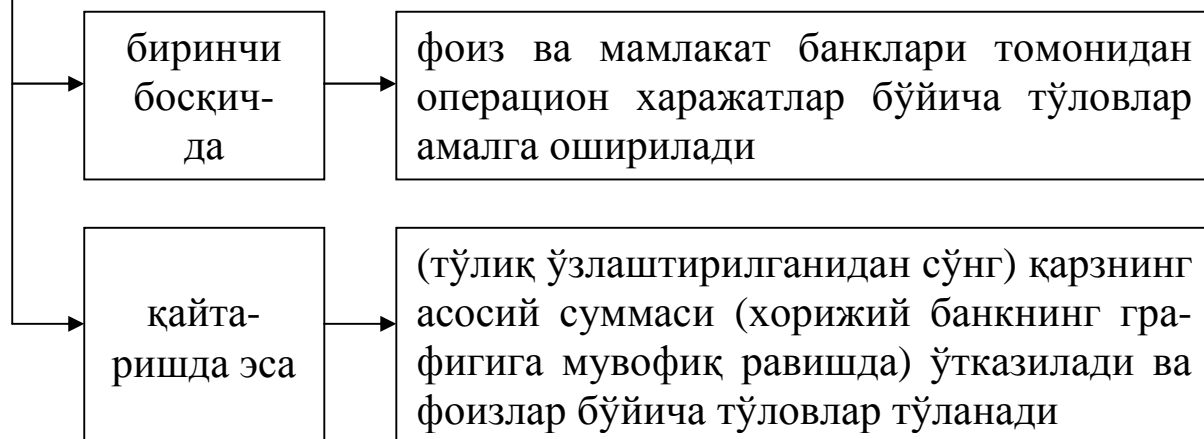 биринчи
босқич-
да
фоиз ва мамлакат банклари томонидан
операцион харажатлар бўйича тўловлар
амалга оширилади
қайта-
ришда эса
(тўлиқ ўзлаштирилганидан сўнг) қарзнинг
асосий суммаси (хорижий банкнинг гра-
фигига мувофиқ равишда) ўтказилади ва
фоизлар бўйича тўловлар тўланади